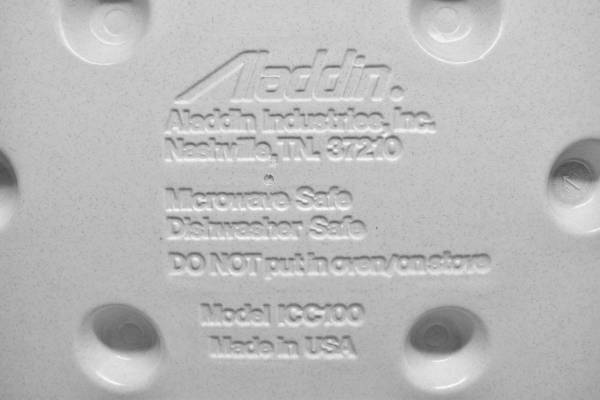 Aladdin.
Aladdin Industries, Inc.
Nashville, TN. 37210
Microwave Safe
Dishwasher Safe
DO NOT put in oven/on stove
Model ICC100
Made in USA